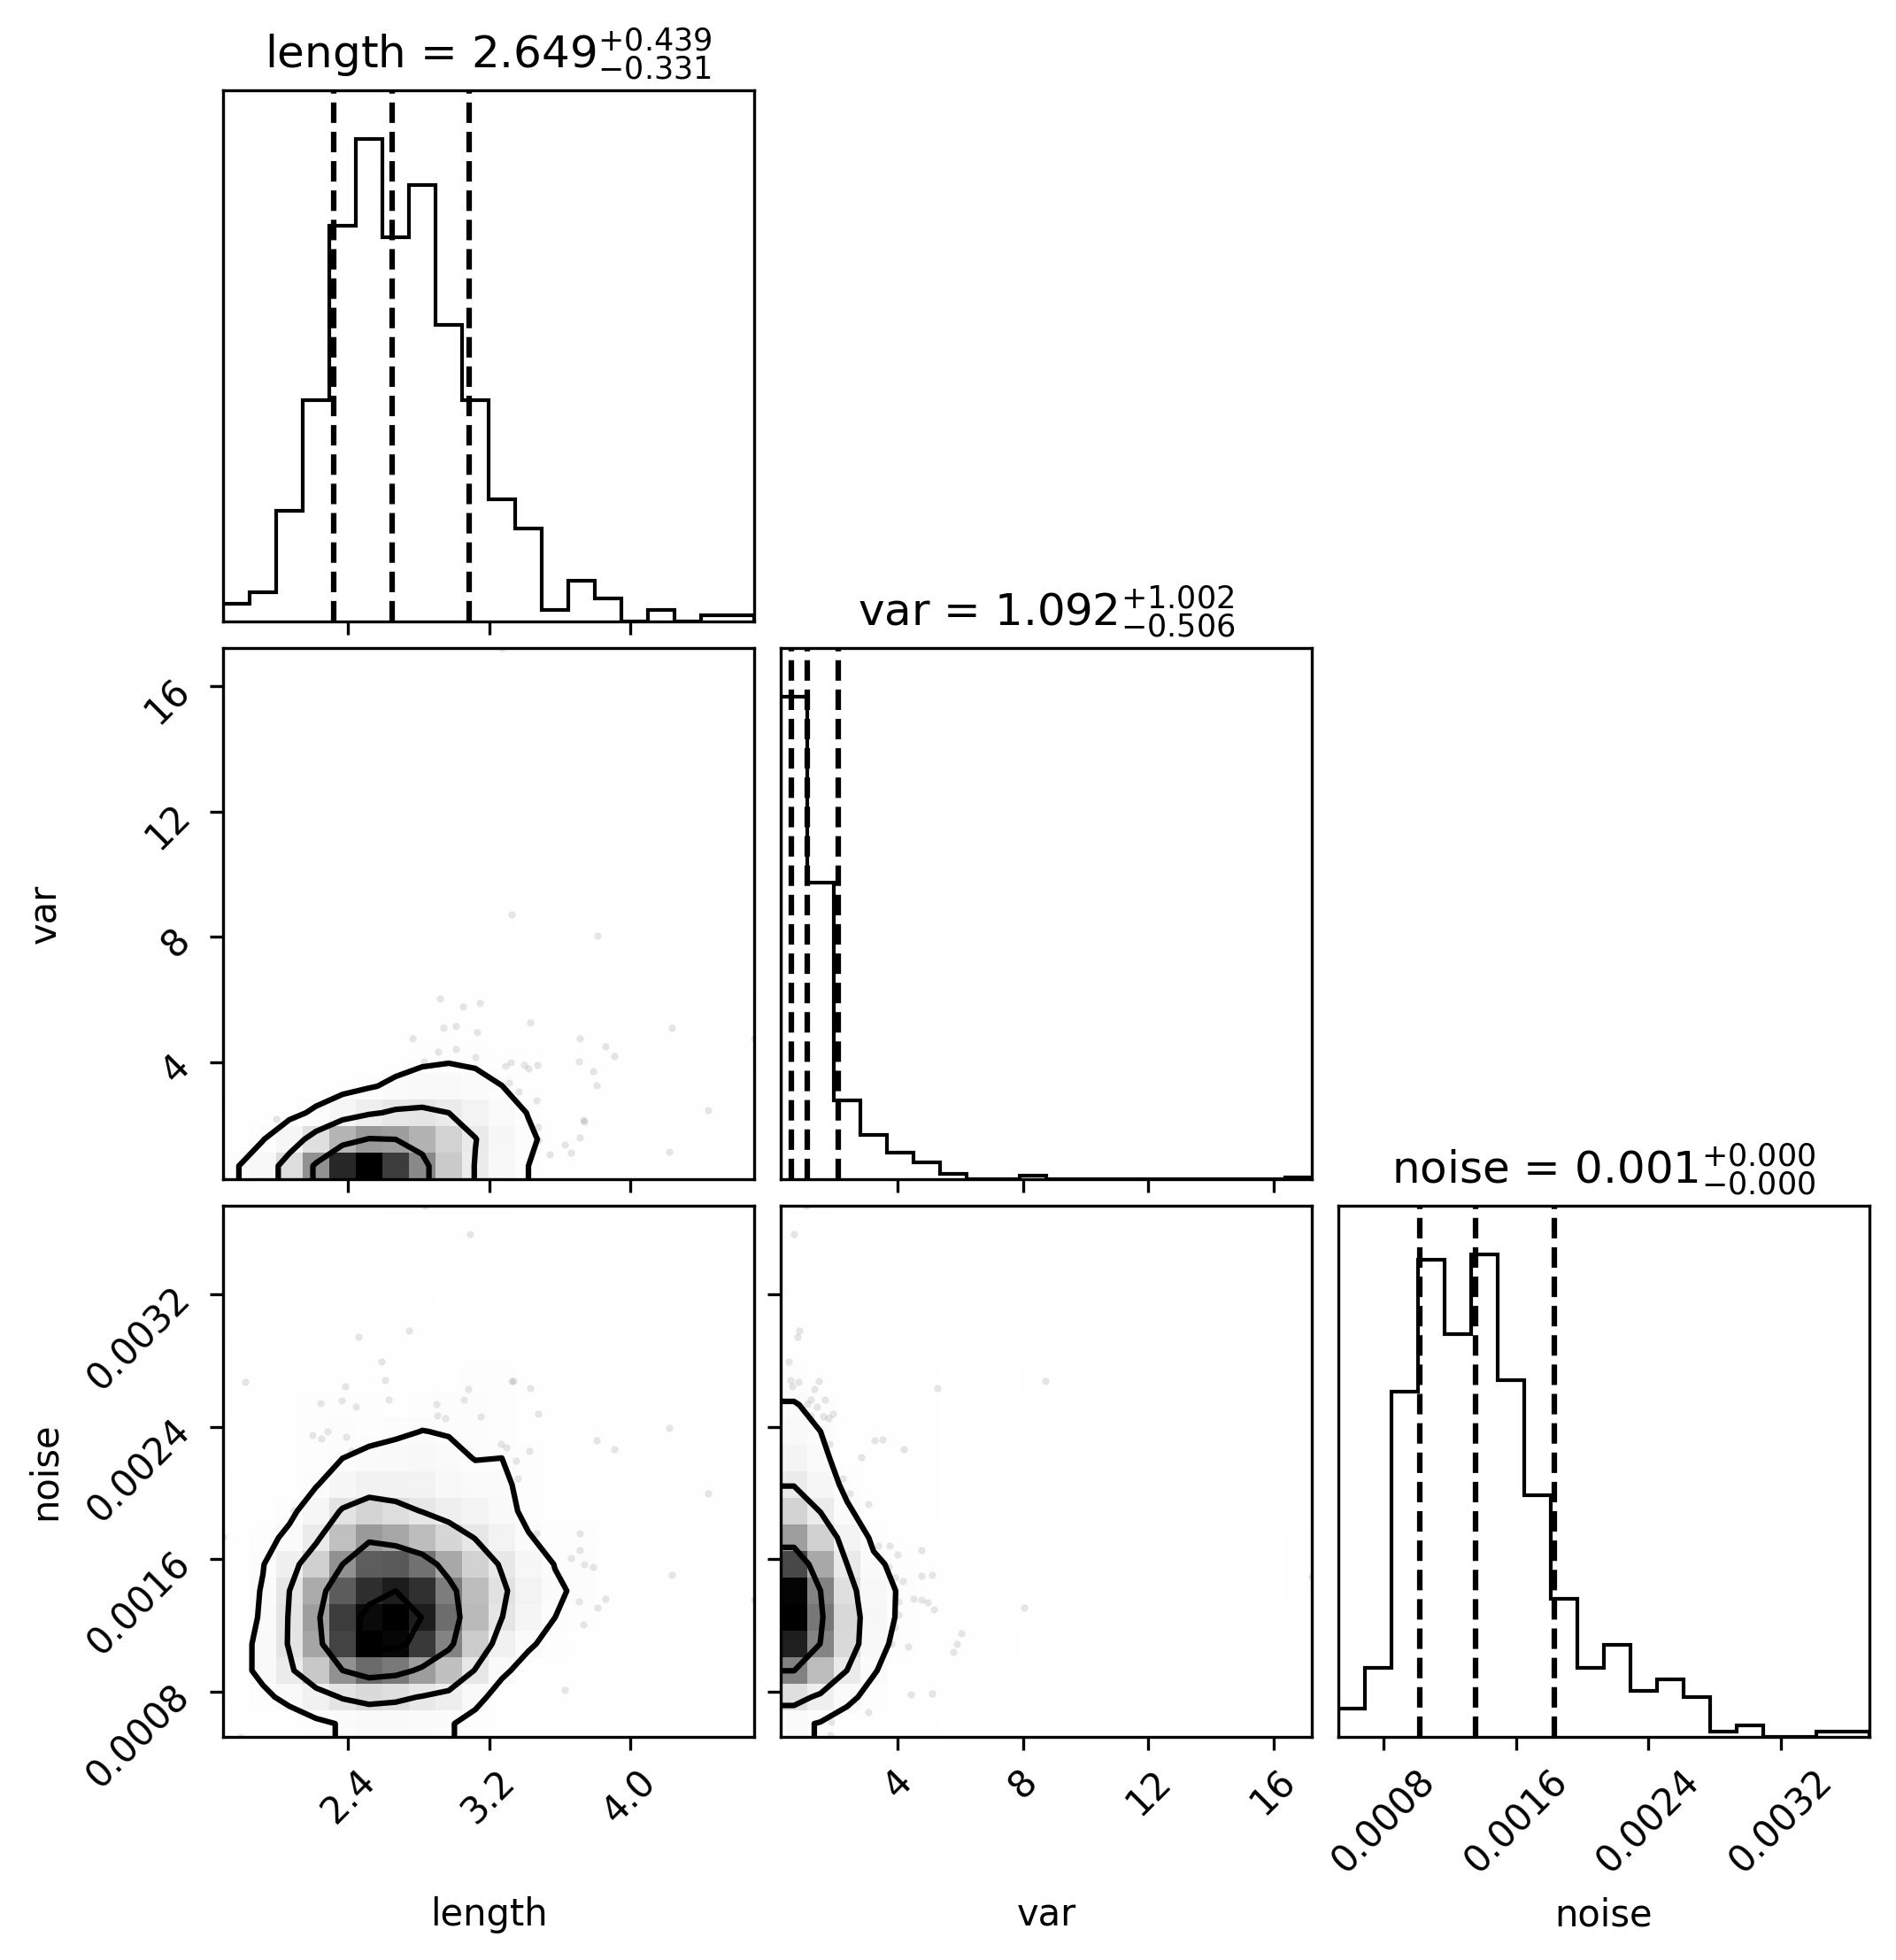 length = 2.649+0.439−0.331
var = 1.092+1.002−0.506
16
12
8
4
var
noise = 0.001+0.000−0.000
0.0032
0.0024
0.0016
0.0008
noise
2.4 3.2 4.0
4 8 12 16
0.0008 0.0016 0.0024 0.0032
length
var
noise